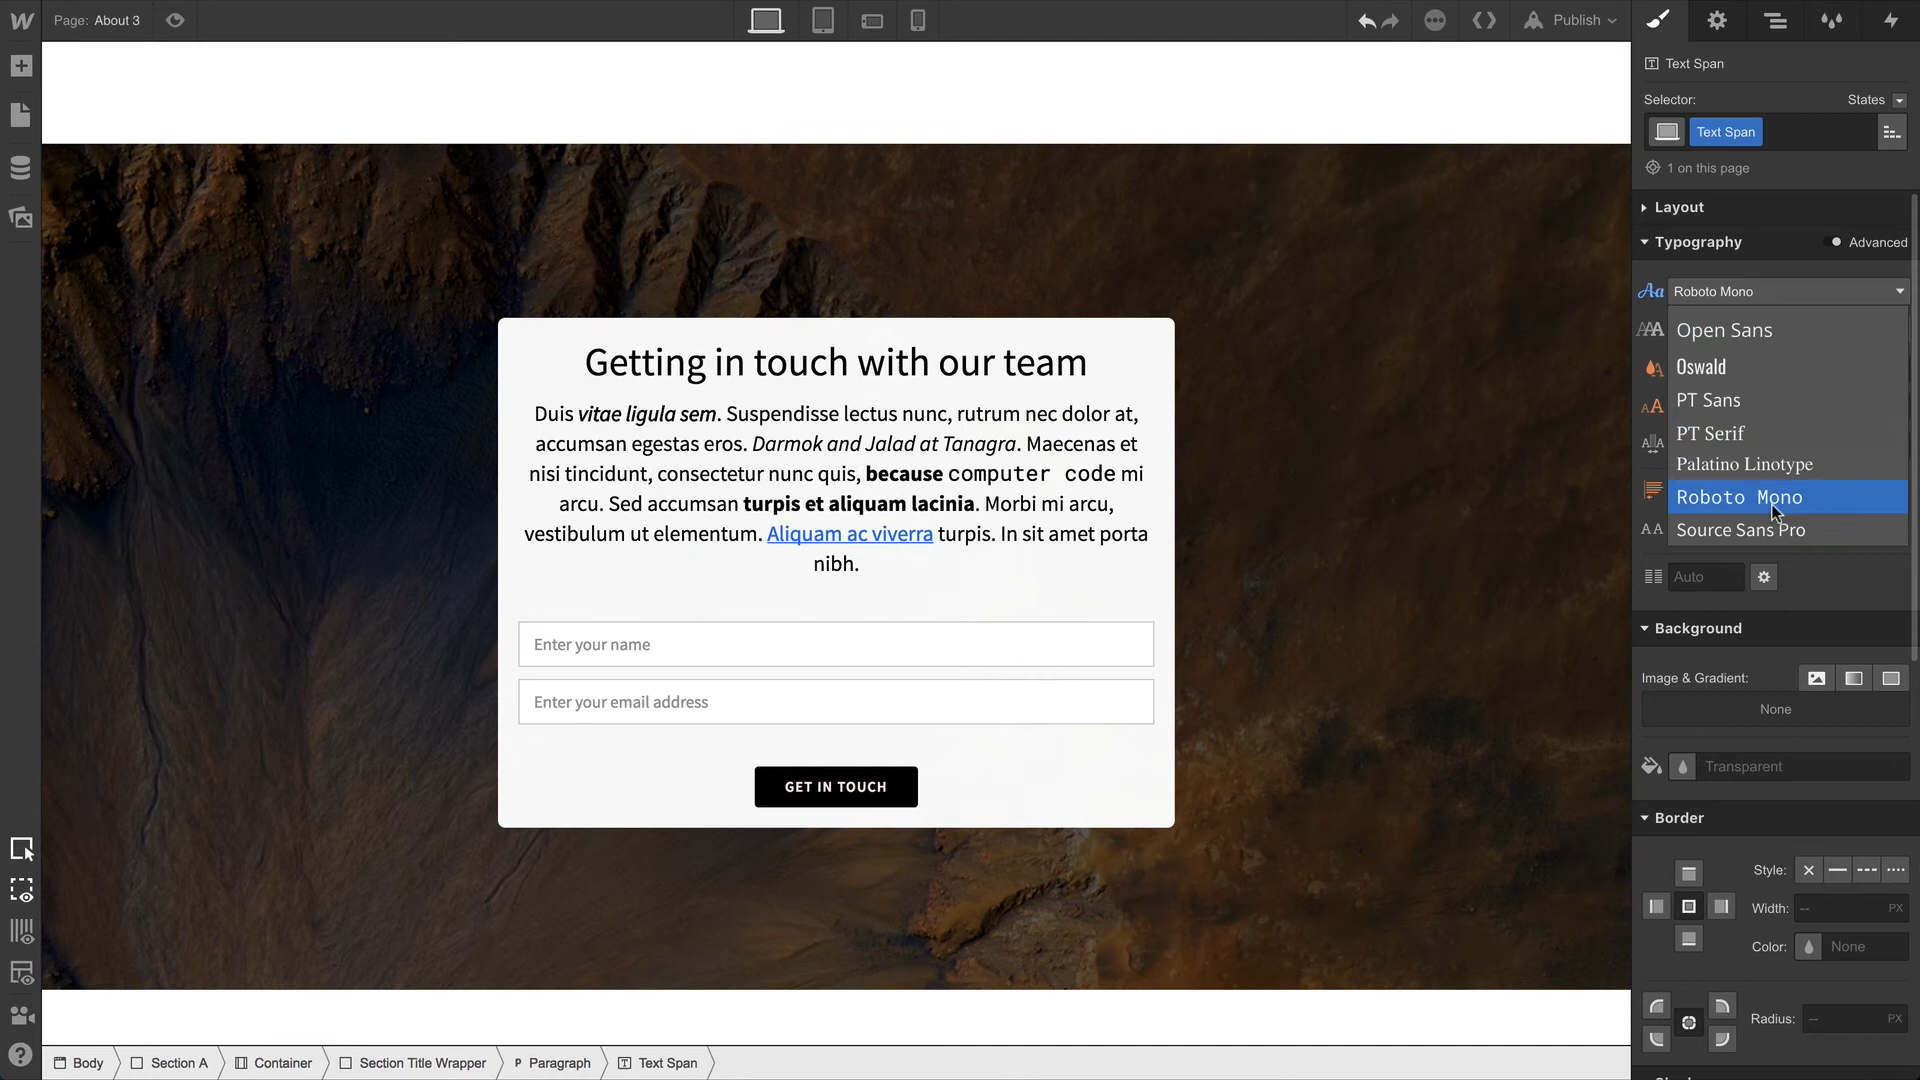 Page: About 3
Publish
Text Span
Selector:
States
Text Span
1 on this page
Layout
Typography
Advanced
Roboto Mono
Open Sans
Oswald
PT Sans
PT Serif
Palatino Linotype
Roboto Mono
Source Sans Pro
Auto
Background
Image & Gradient:
None
Transparent
Border
Style:
Width:
-- PX
Color:
None
Radius:
-- PX
Getting in touch with our team
Duis vitae ligula sem. Suspendisse lectus nunc, rutrum nec dolor at,
accumsan egestas eros. Darmok and Jalad at Tanagra. Maecenas et
nisi tincidunt, consectetur nunc quis, because computer code mi
arcu. Sed accumsan turpis et aliquam lacinia. Morbi mi arcu,
vestibulum ut elementum. Aliquam ac viverra turpis. In sit amet porta
nibh.
Enter your name
Enter your email address
GET IN TOUCH
Body
Section A
Container
Section Title Wrapper
P Paragraph
Text Span